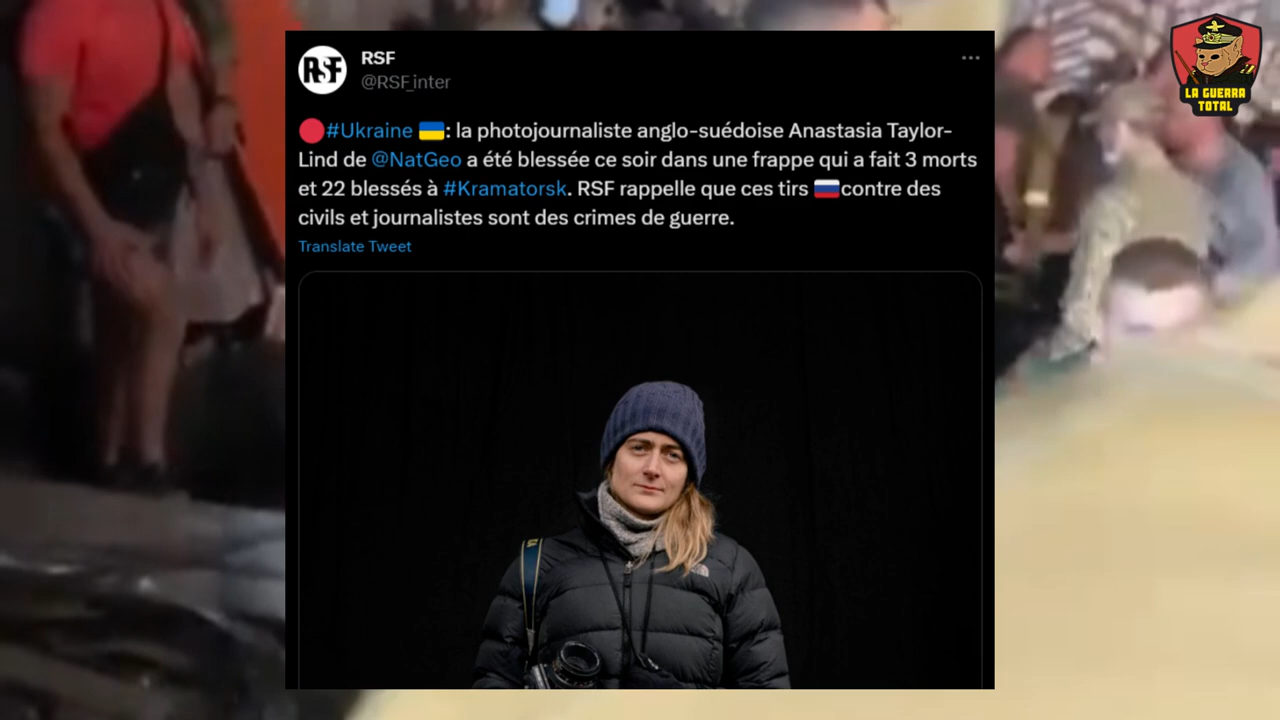 RSF
@RSF_inter
LA GUERRA
TOTAL
🔴#Ukraine 🇺🇦: la photojournaliste anglo-suédoise Anastasia Taylor-
Lind de @NatGeo a été blessée ce soir dans une frappe qui a fait 3 morts
et 22 blessés à #Kramatorsk. RSF rappelle que ces tirs 🇷🇺contre des
civils et journalistes sont des crimes de guerre.
Translate Tweet